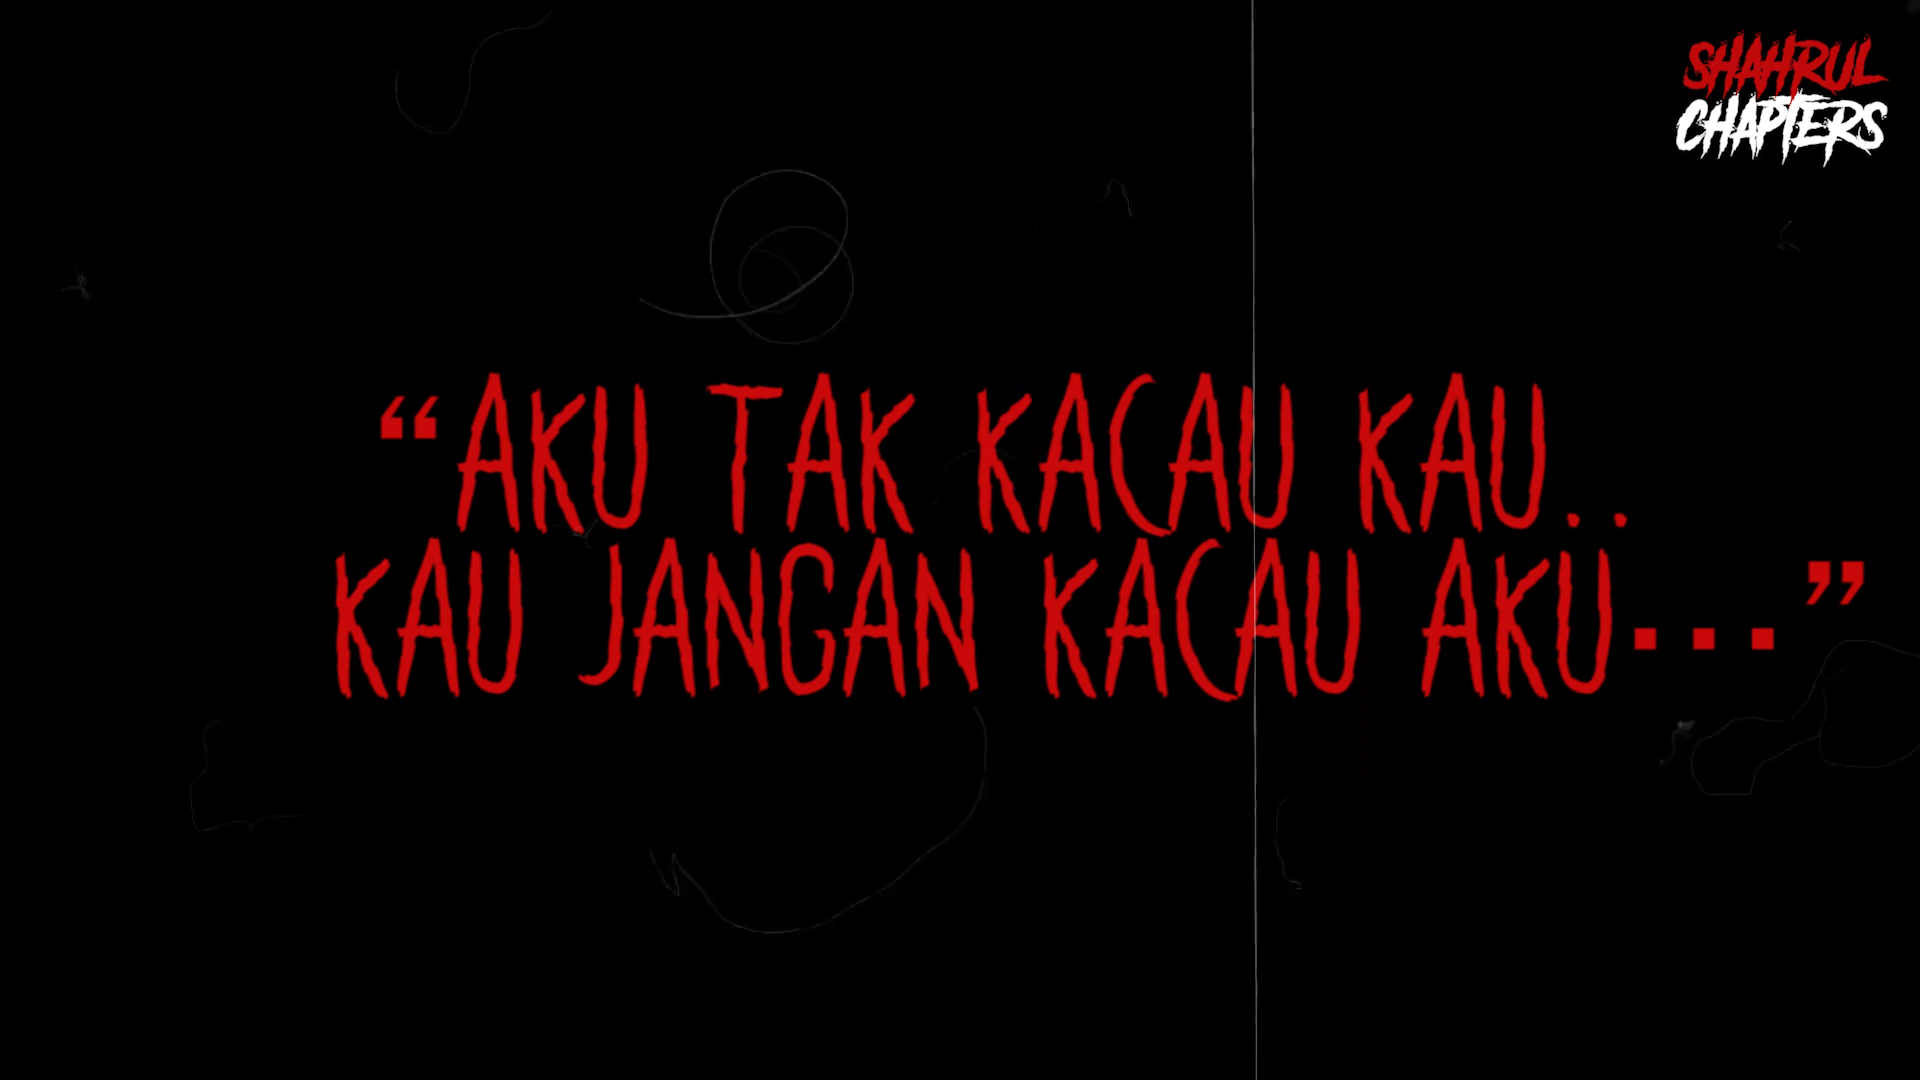 SHAHRUL
CHAPTERS
“AKU TAK KACAU KAU..
KAU JANGAN KACAU AKU...”